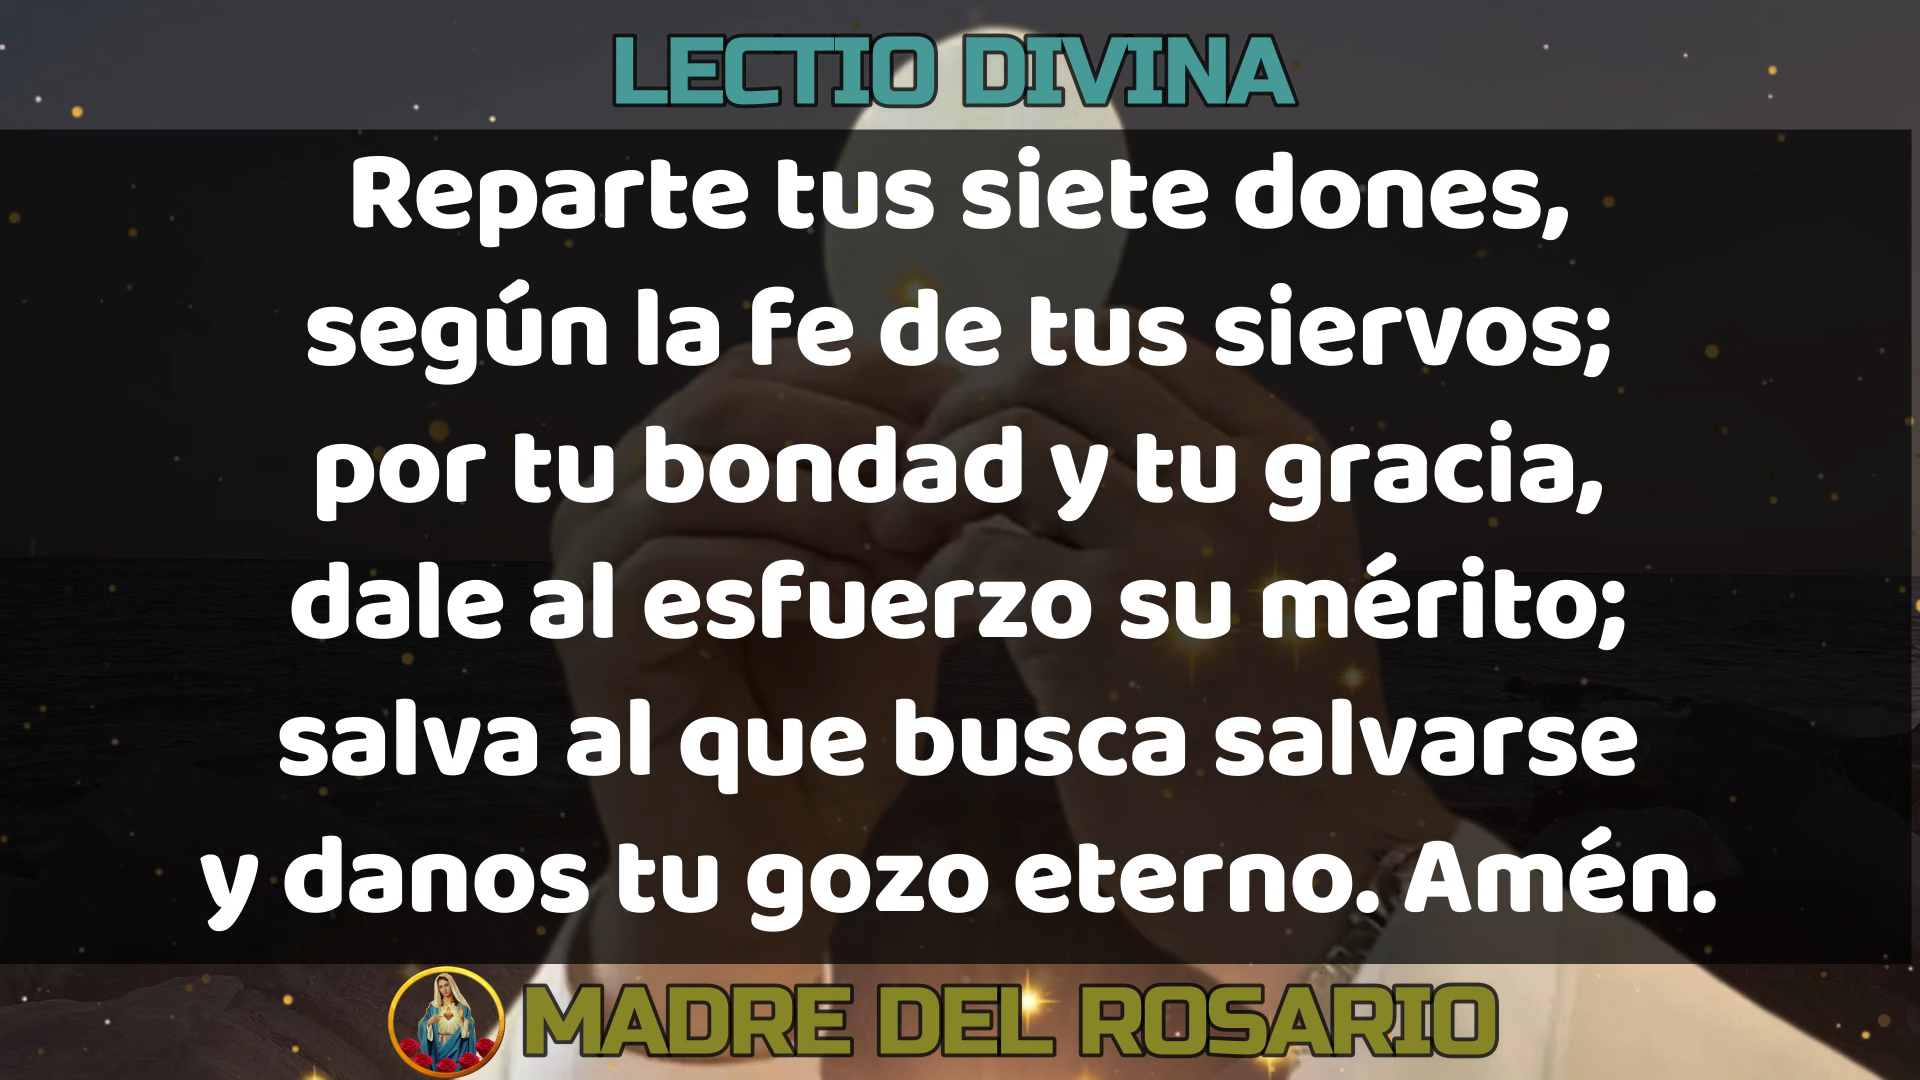 LECTIO DIVINA
Reparte tus siete dones,
según la fe de tus siervos;
por tu bondad y tu gracia,
dale al esfuerzo su mérito;
salva al que busca salvarse
y danos tu gozo eterno. Amén.
MADRE DEL ROSARIO